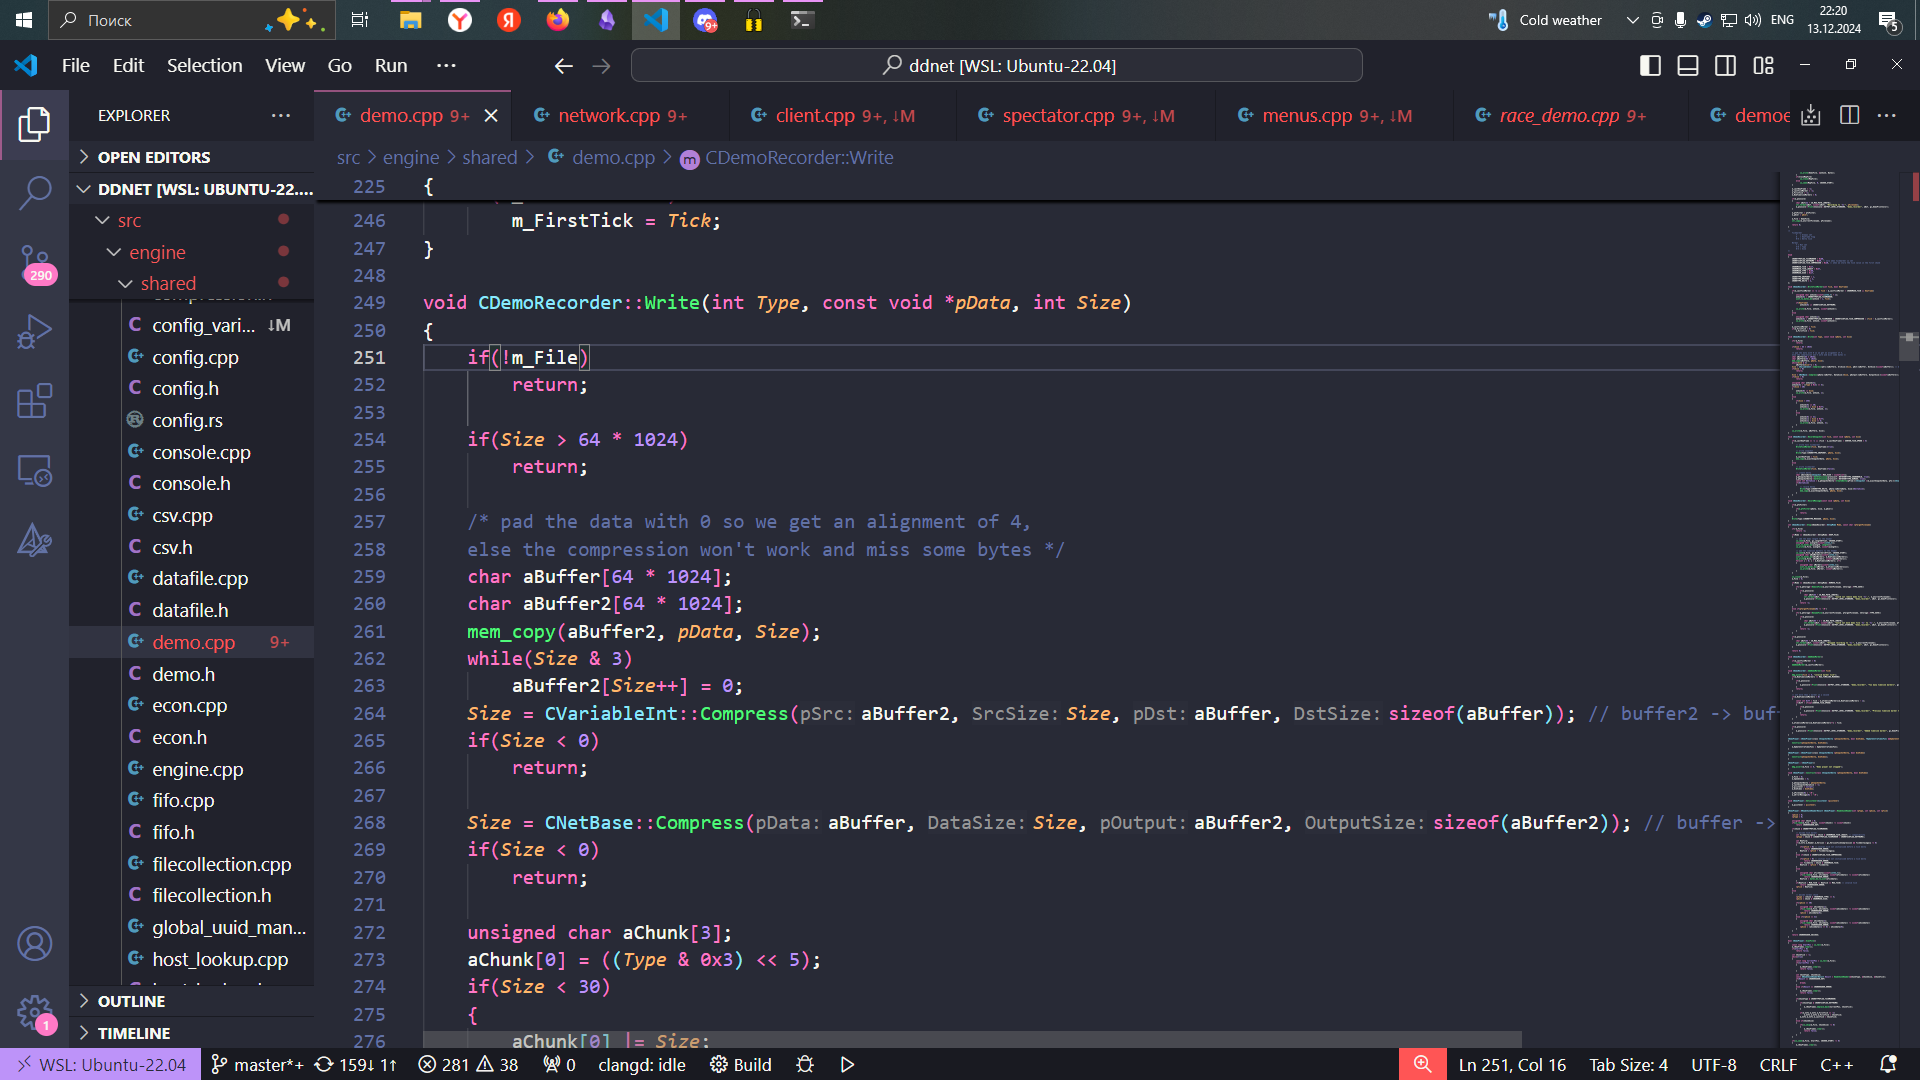 Поиск
9+
Cold weather
ENG
22:20
13.12.2024
5
File Edit Selection View Go Run ···
ddnet [WSL: Ubuntu-22.04]
EXPLORER ···
demo.cpp 9+
network.cpp 9+
client.cpp 9+, ↓M
spectator.cpp 9+, ↓M
menus.cpp 9+, ↓M
race_demo.cpp 9+
OPEN EDITORS
src > engine > shared > demo.cpp > CDemoRecorder::Write
DDNET [WSL: UBUNTU-22....
src
engine
shared
config_vari... ↓M
config.cpp
config.h
config.rs
console.cpp
console.h
csv.cpp
csv.h
datafile.cpp
datafile.h
demo.cpp 9+
demo.h
econ.cpp
econ.h
engine.cpp
fifo.cpp
fifo.h
filecollection.cpp
filecollection.h
global_uuid_man...
host_lookup.cpp
OUTLINE
TIMELINE
290
1
225 {
246 m_FirstTick = Tick;
247 }
248
249 void CDemoRecorder::Write(int Type, const void *pData, int Size)
250 {
251 if(!m_File)
252 return;
253
254 if(Size > 64 * 1024)
255 return;
256
257 /* pad the data with 0 so we get an alignment of 4,
258 else the compression won't work and miss some bytes */
259 char aBuffer[64 * 1024];
260 char aBuffer2[64 * 1024];
261 mem_copy(aBuffer2, pData, Size);
262 while(Size & 3)
263 aBuffer2[Size++] = 0;
264 Size = CVariableInt::Compress(pSrc: aBuffer2, SrcSize: Size, pDst: aBuffer, DstSize: sizeof(aBuffer)); // buffer2 -> buf
265 if(Size < 0)
266 return;
267
268 Size = CNetBase::Compress(pData: aBuffer, DataSize: Size, pOutput: aBuffer2, OutputSize: sizeof(aBuffer2)); // buffer ->
269 if(Size < 0)
270 return;
271
272 unsigned char aChunk[3];
273 aChunk[0] = ((Type & 0x3) << 5);
274 if(Size < 30)
275 {
276 aChunk[0] |= Size;
WSL: Ubuntu-22.04 master*+ 159↓ 1↑ 281 38 0 clangd: idle Build
Ln 251, Col 16 Tab Size: 4 UTF-8 CRLF C++